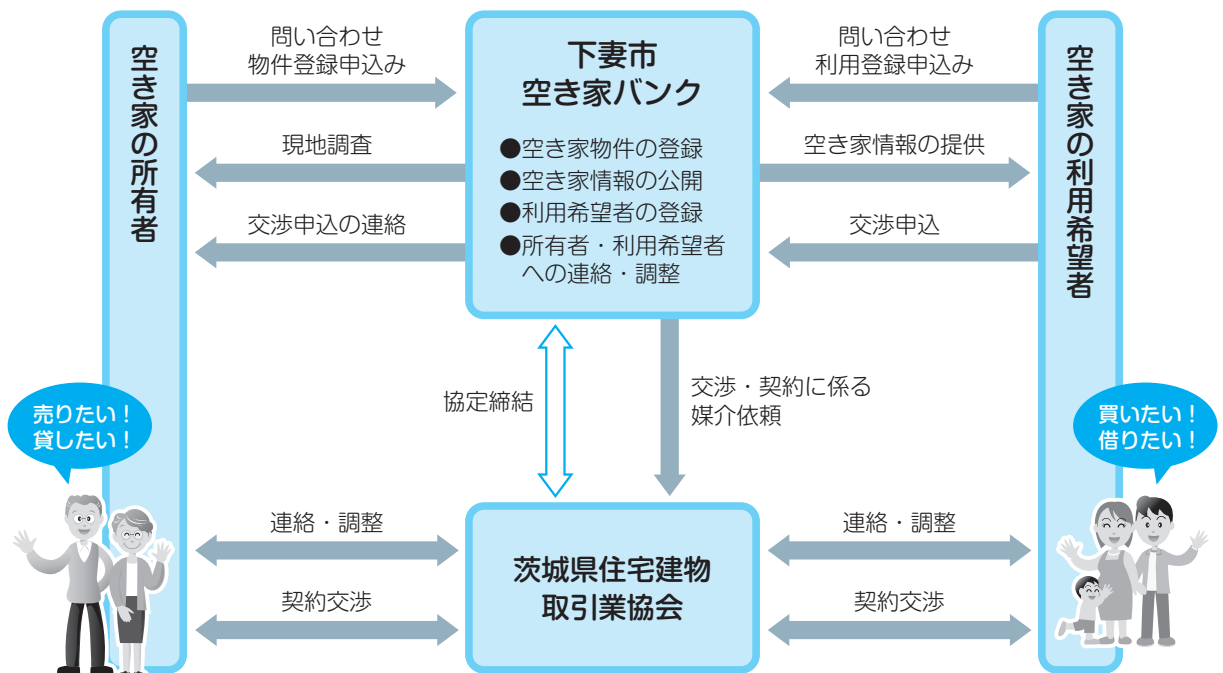 空き家の所有者
問い合わせ
物件登録申込み
現地調査
交渉申込の連絡
下妻市
空き家バンク
●空き家物件の登録
●空き家情報の公開
●利用希望者の登録
●所有者・利用希望者
への連絡・調整
問い合わせ
利用登録申込み
空き家情報の提供
交渉申込
空き家の利用希望者
協定締結
交渉・契約に係る
媒介依頼
売りたい！
貸したい！
買いたい！
借りたい！
連絡・調整
契約交渉
茨城県住宅建物
取引業協会
連絡・調整
契約交渉